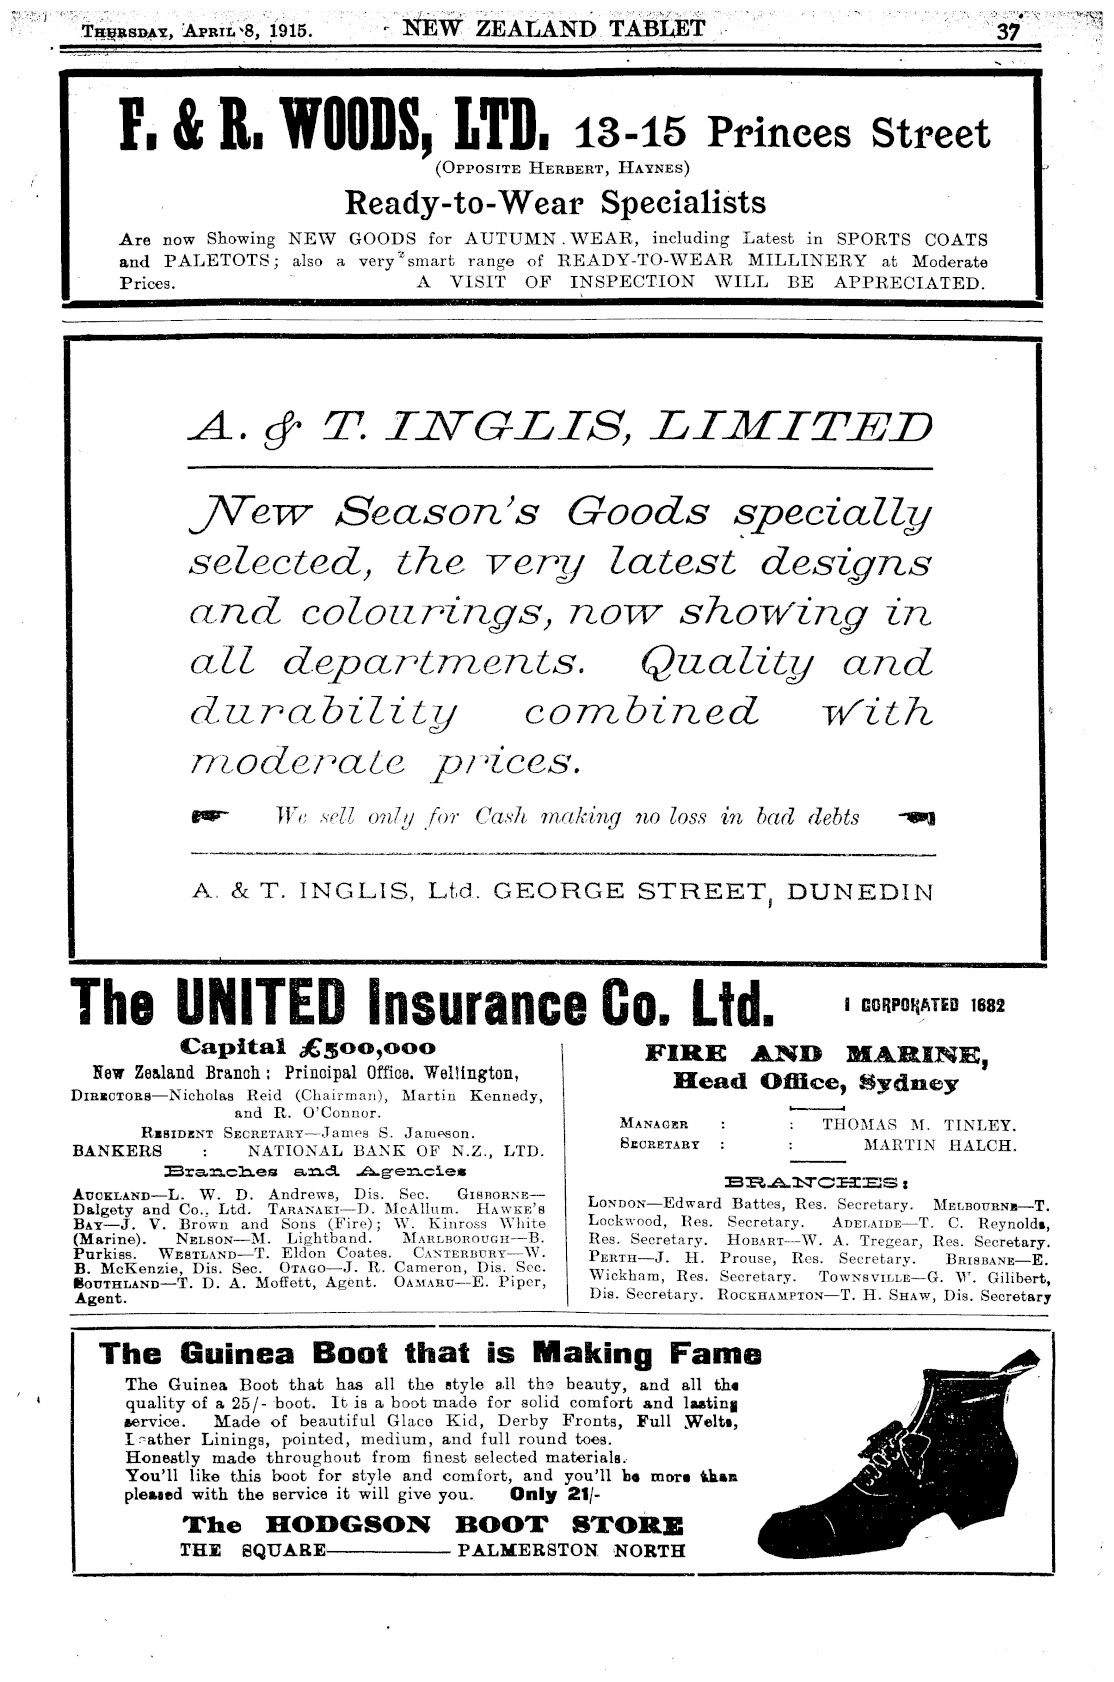 Thursday, April 8, 1915.
NEW ZEALAND TABLET
37
F. & R. WOODS, LTD. 13-15 Princes Street
(Opposite Herbert, Haynes)
Ready-to-Wear Specialists
Are now Showing NEW GOODS for AUTUMN WEAR, including Latest in SPORTS COATS
and PALETOTS; also a very smart range of READY-TO-WEAR MILLINERY at Moderate
Prices. A VISIT OF INSPECTION WILL BE APPRECIATED.
A. & T. INGLIS, LIMITED
New Season's Goods specially
selected, the very latest designs
and colourings, now showing in
all departments. Quality and
durability combined with
moderate prices.
We sell only for Cash making no loss in bad debts
A. & T. INGLIS, Ltd. GEORGE STREET, DUNEDIN
The UNITED Insurance Co. Ltd. I CORPORATED 1882
Capital £500,000
New Zealand Branch: Principal Office, Wellington,
Directors—Nicholas Reid (Chairman), Martin Kennedy,
and R. O'Connor.
Resident Secretary—James S. Jameson.
BANKERS : NATIONAL BANK OF N.Z., LTD.
Branches and Agencies
Auckland—L. W. D. Andrews, Dis. Sec. Gisborne—
Dalgety and Co., Ltd. Taranaki—D. McAllum. Hawke's
Bay—J. V. Brown and Sons (Fire); W. Kinross White
(Marine). Nelson—M. Lightband. Marlborough—B.
Purkiss. Westland—T. Eldon Coates. Canterbury—W.
B. McKenzie, Dis. Sec. Otago—J. R. Cameron, Dis. Sec.
Southland—T. D. A. Moffett, Agent. Oamaru—E. Piper,
Agent.
FIRE AND MARINE,
Head Office, Sydney
Manager : : THOMAS M. TINLEY.
Secretary : : MARTIN HALCH.
BRANCHES:
London—Edward Battes, Res. Secretary. Melbourne—T.
Lockwood, Res. Secretary. Adelaide—T. C. Reynolds,
Res. Secretary. Hobart—W. A. Tregear, Res. Secretary.
Perth—J. H. Prouse, Res. Secretary. Brisbane—E.
Wickham, Res. Secretary. Townsville—G. W. Gilibert,
Dis. Secretary. Rockhampton—T. H. Shaw, Dis. Secretary
The Guinea Boot that is Making Fame
The Guinea Boot that has all the style all the beauty, and all the
quality of a 25/- boot. It is a boot made for solid comfort and lasting
service. Made of beautiful Glace Kid, Derby Fronts, Full Welts,
Leather Linings, pointed, medium, and full round toes.
Honestly made throughout from finest selected materials.
You'll like this boot for style and comfort, and you'll be more than
pleased with the service it will give you. Only 21/-
The HODGSON BOOT STORE
THE SQUARE—PALMERSTON NORTH